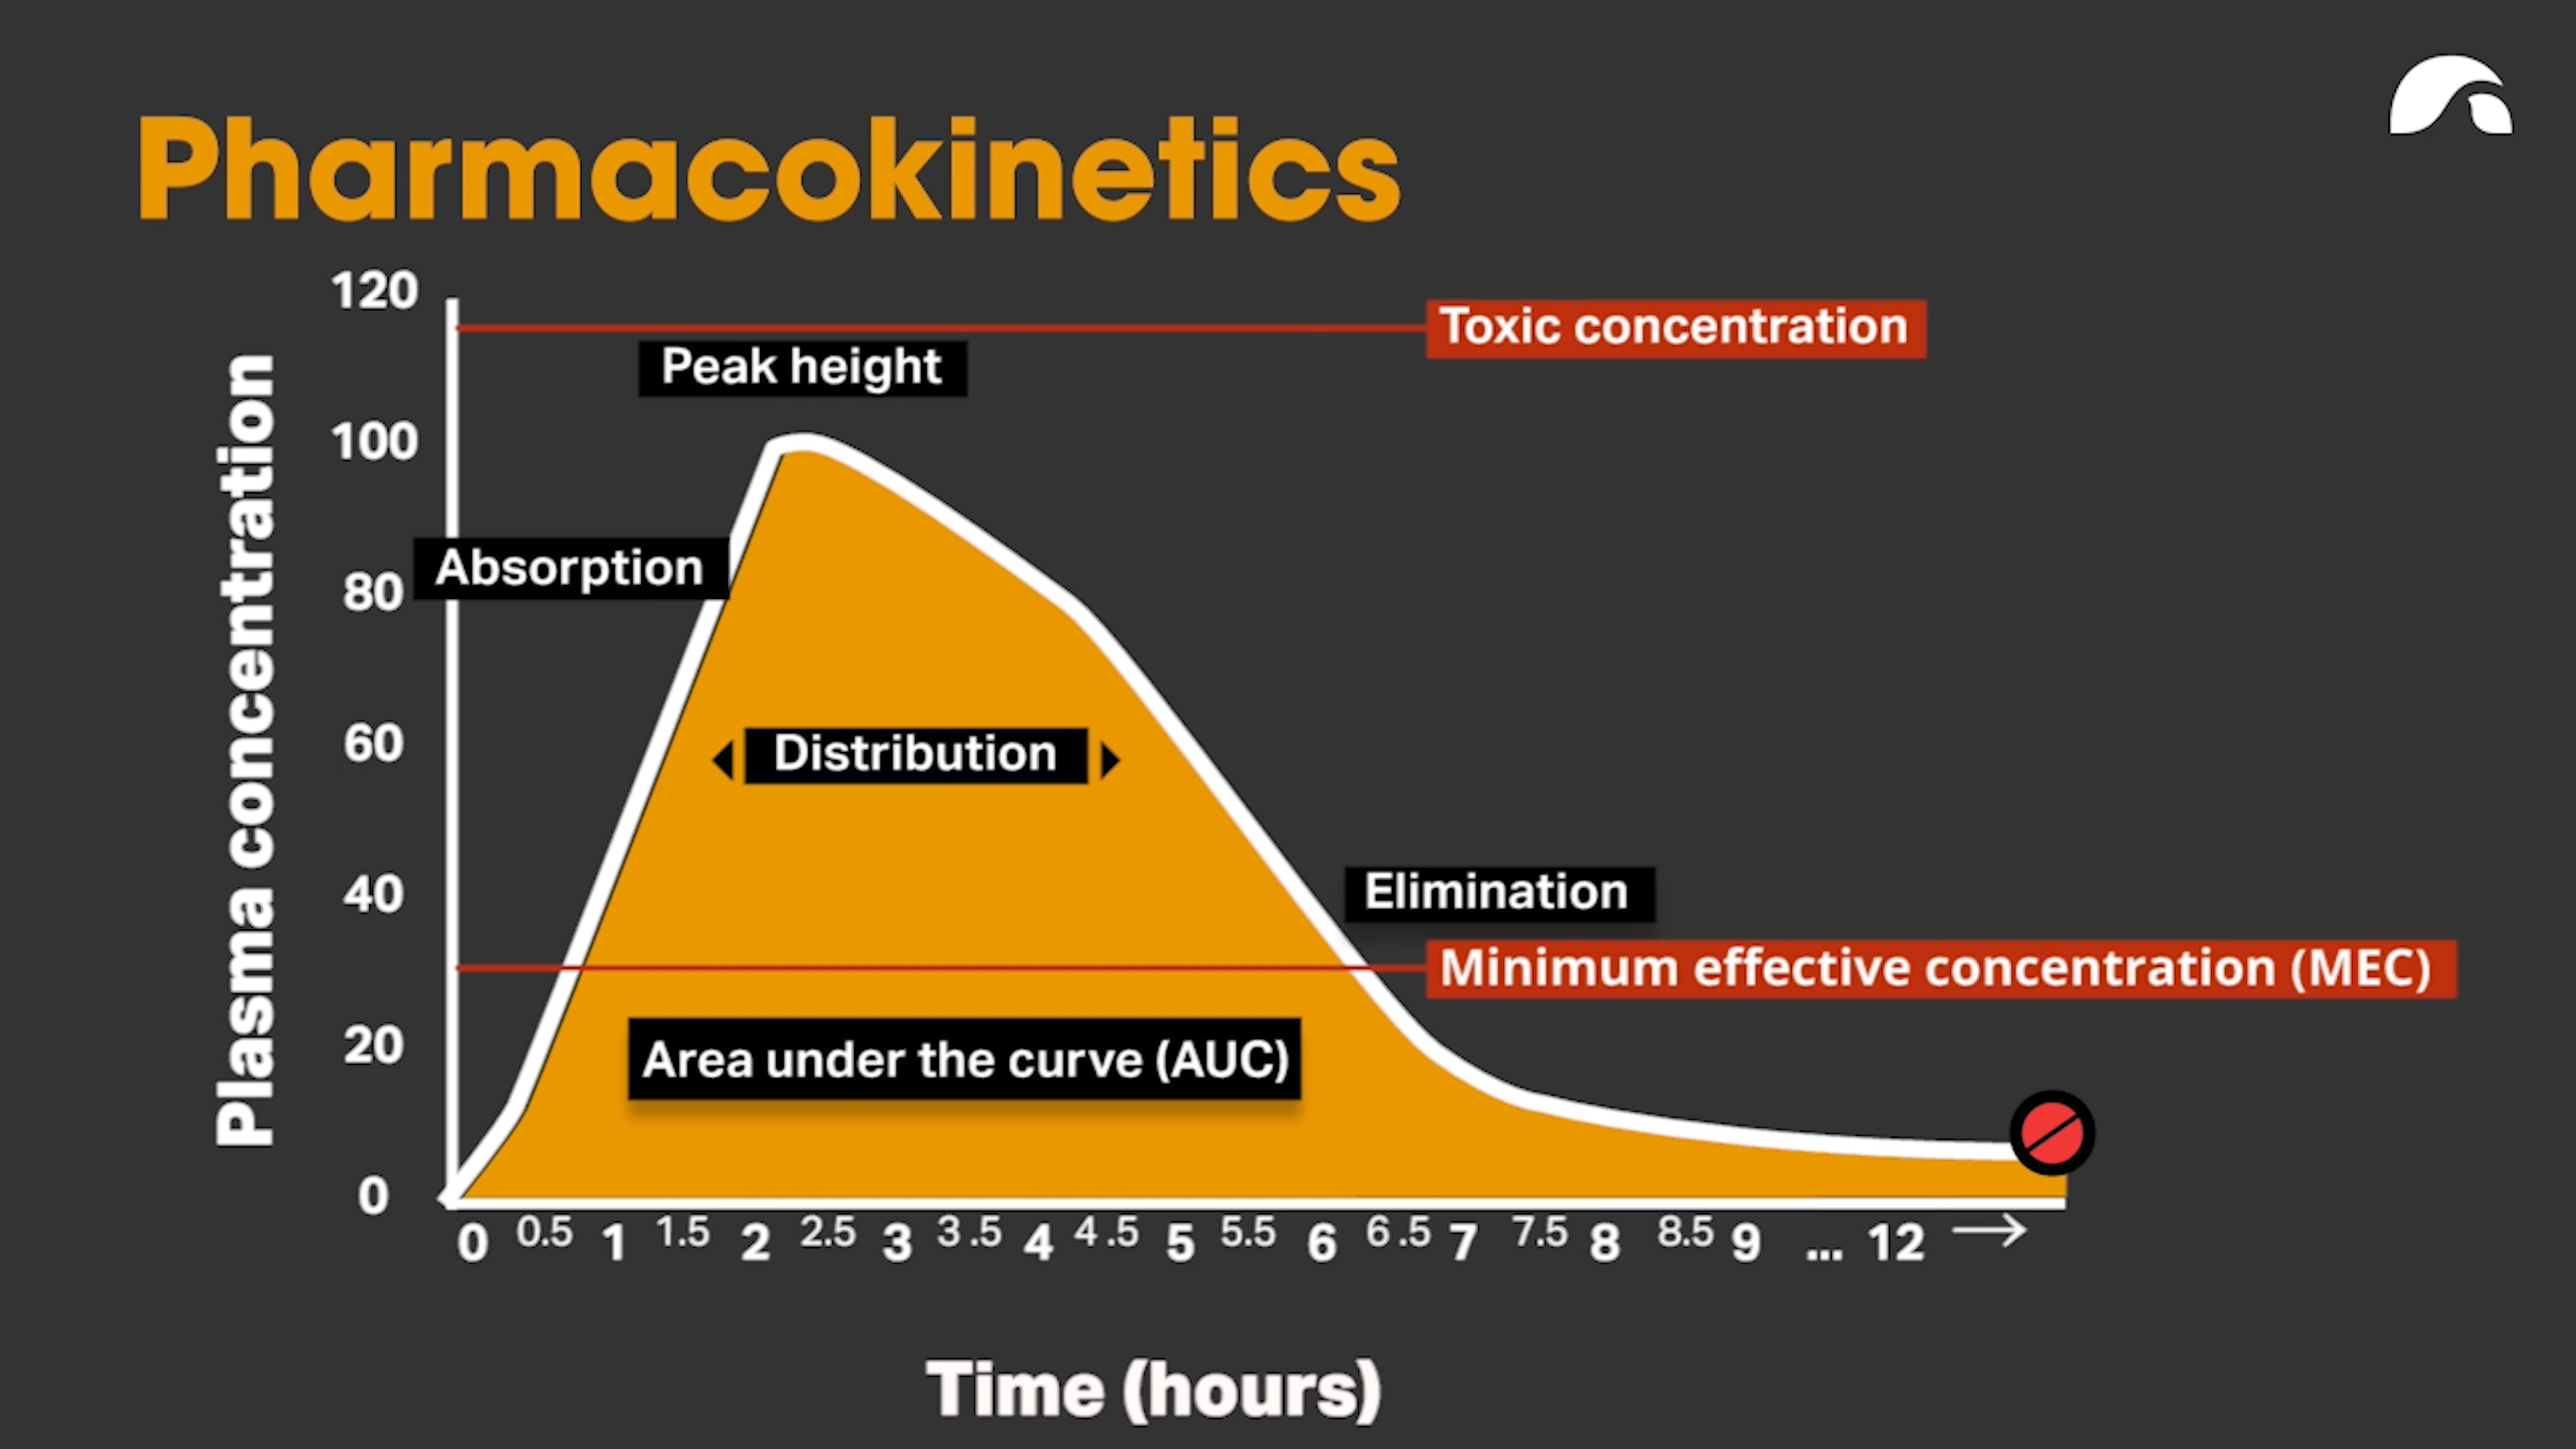 Pharmacokinetics
120
Toxic concentration
Peak height
100
Absorption
80
Distribution
60
Plasma concentration
40
Elimination
Minimum effective concentration (MEC)
20
Area under the curve (AUC)
0
0 0.5 1 1.5 2 2.5 3 3.5 4 4.5 5 5.5 6 6.5 7 7.5 8 8.5 9 ... 12 →
Time (hours)